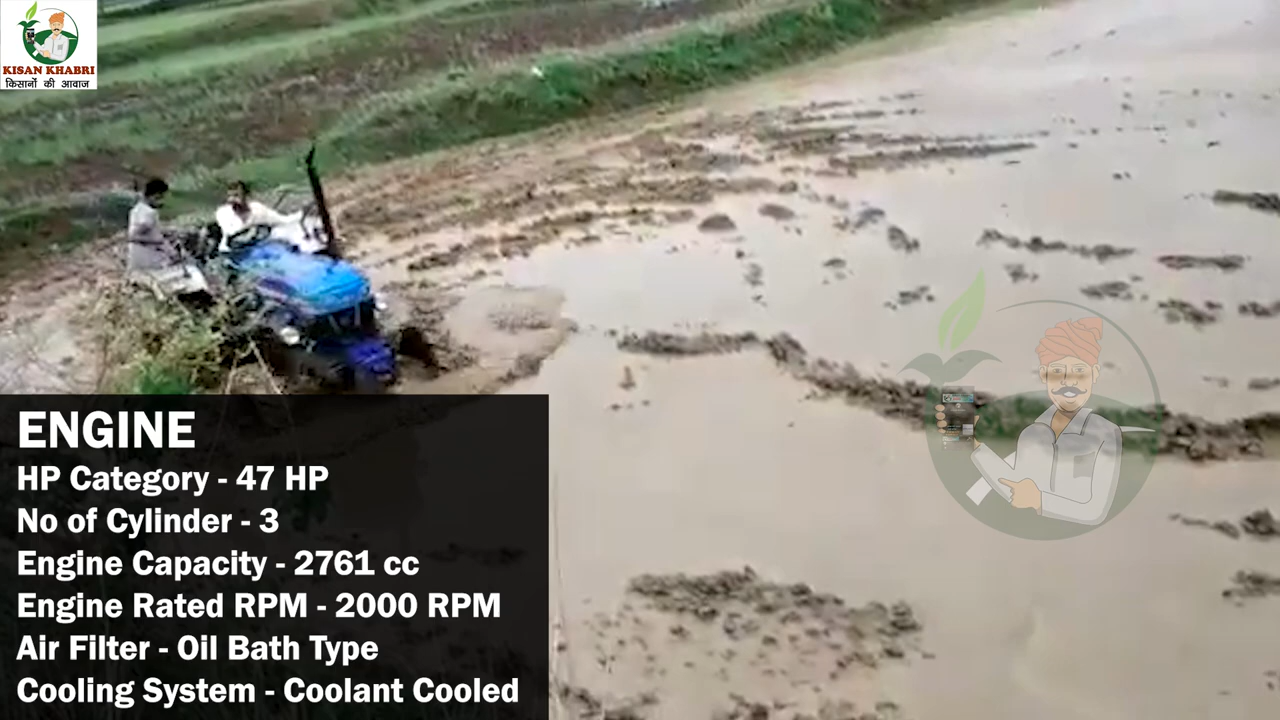 KISAN KHABRI
किसानों की आवाज
ENGINE
HP Category - 47 HP
No of Cylinder - 3
Engine Capacity - 2761 cc
Engine Rated RPM - 2000 RPM
Air Filter - Oil Bath Type
Cooling System - Coolant Cooled